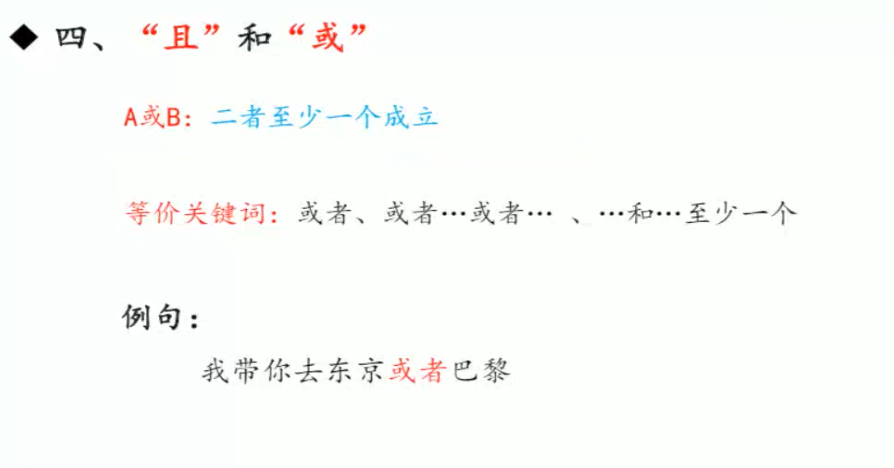 ◆ 四、“且”和“或”
A或B：二者至少一个成立
等价关键词：或者、或者…或者… 、…和…至少一个
例句：
我带你去东京或者巴黎